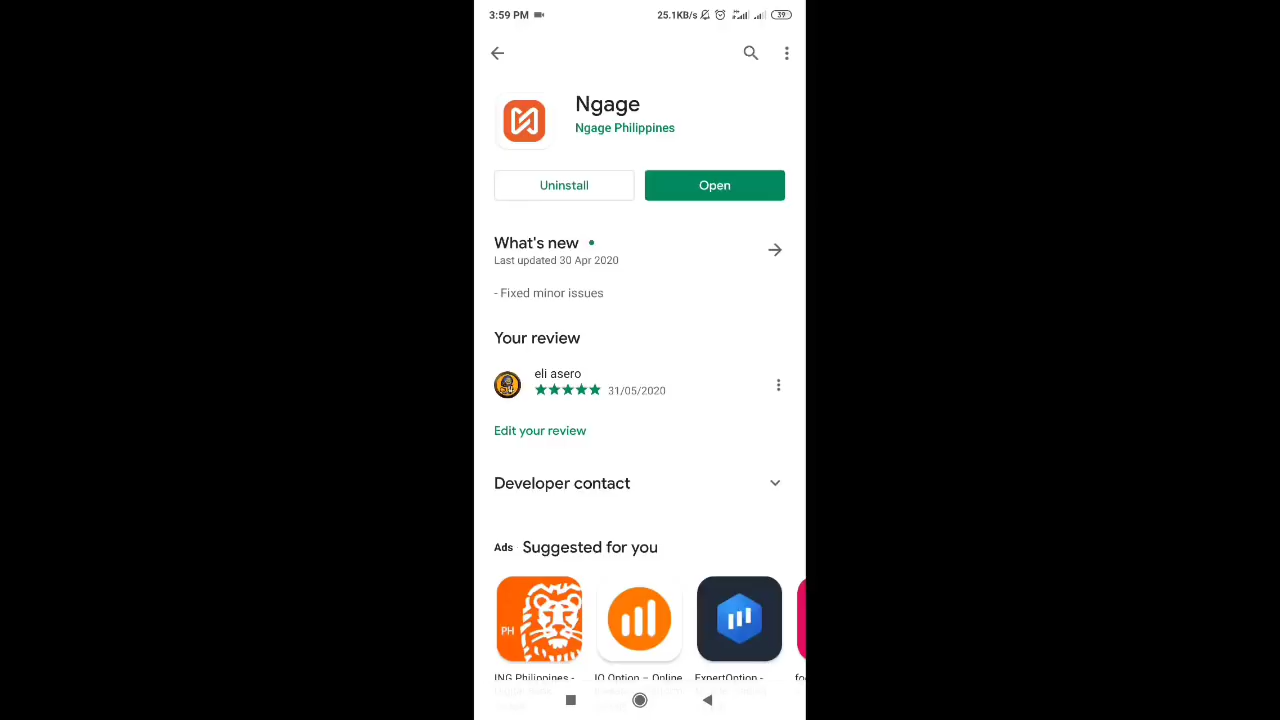 3:59 PM
25.1KB/s
39
Ngage
Ngage Philippines
Uninstall
Open
What's new
Last updated 30 Apr 2020
- Fixed minor issues
Your review
eli asero
31/05/2020
Edit your review
Developer contact
Ads Suggested for you
PH
ING Philippines -
IQ Option – Online
ExpertOption -